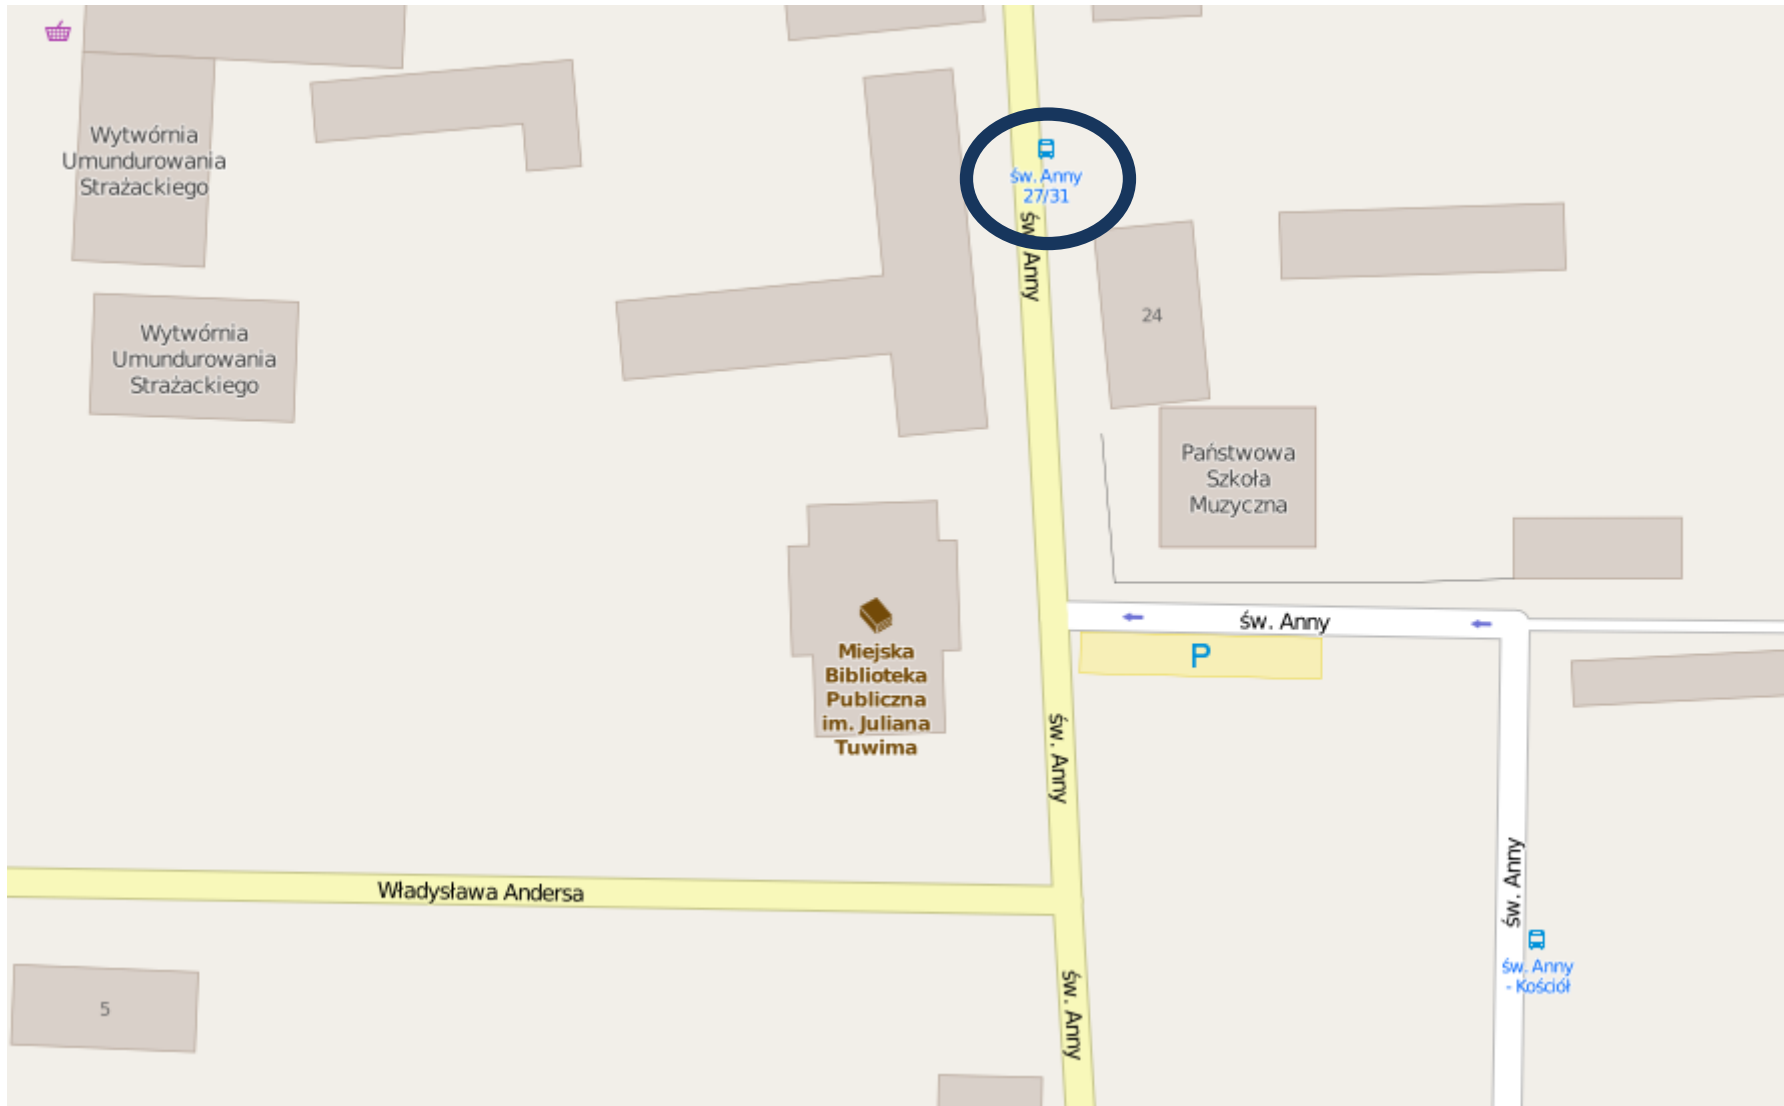 Wytwórnia
Umundurowania
Strażackiego
św. Anny
27/31
św. Anny
24
Wytwórnia
Umundurowania
Strażackiego
Państwowa
Szkoła
Muzyczna
św. Anny
P
Miejska
Biblioteka
Publiczna
im. Juliana
Tuwima
św. Anny
Władysława Andersa
św. Anny
św. Anny
- Kościół
5
św. Anny